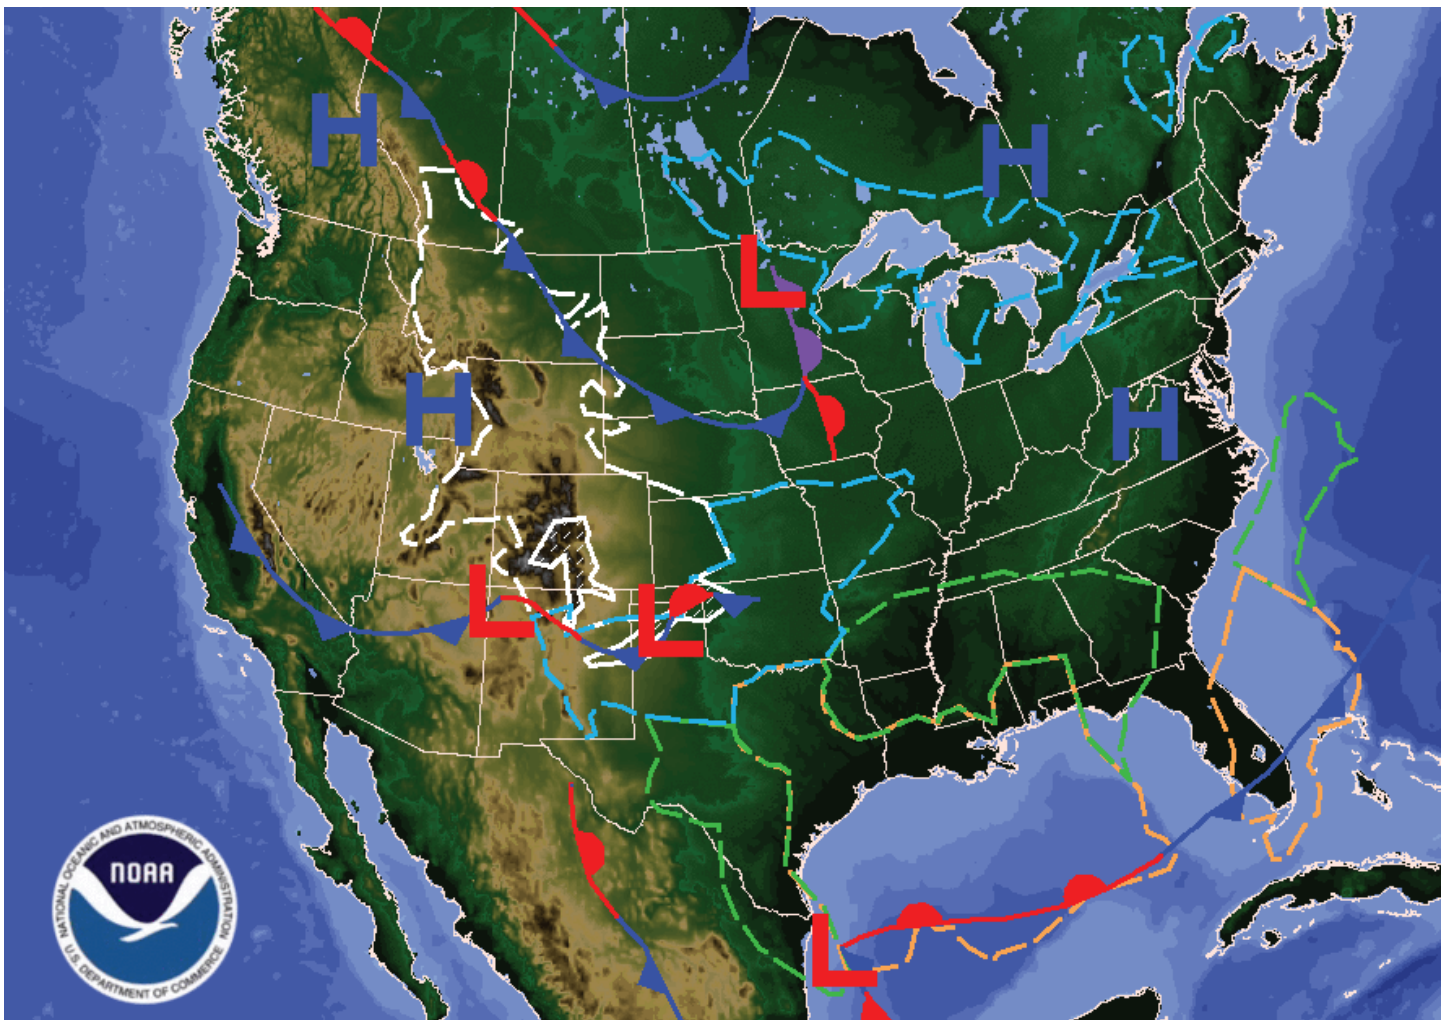 H
H
L
H
H
L
L
L
NATIONAL OCEANIC AND ATMOSPHERIC ADMINISTRATION
NOAA
U.S. DEPARTMENT OF COMMERCE